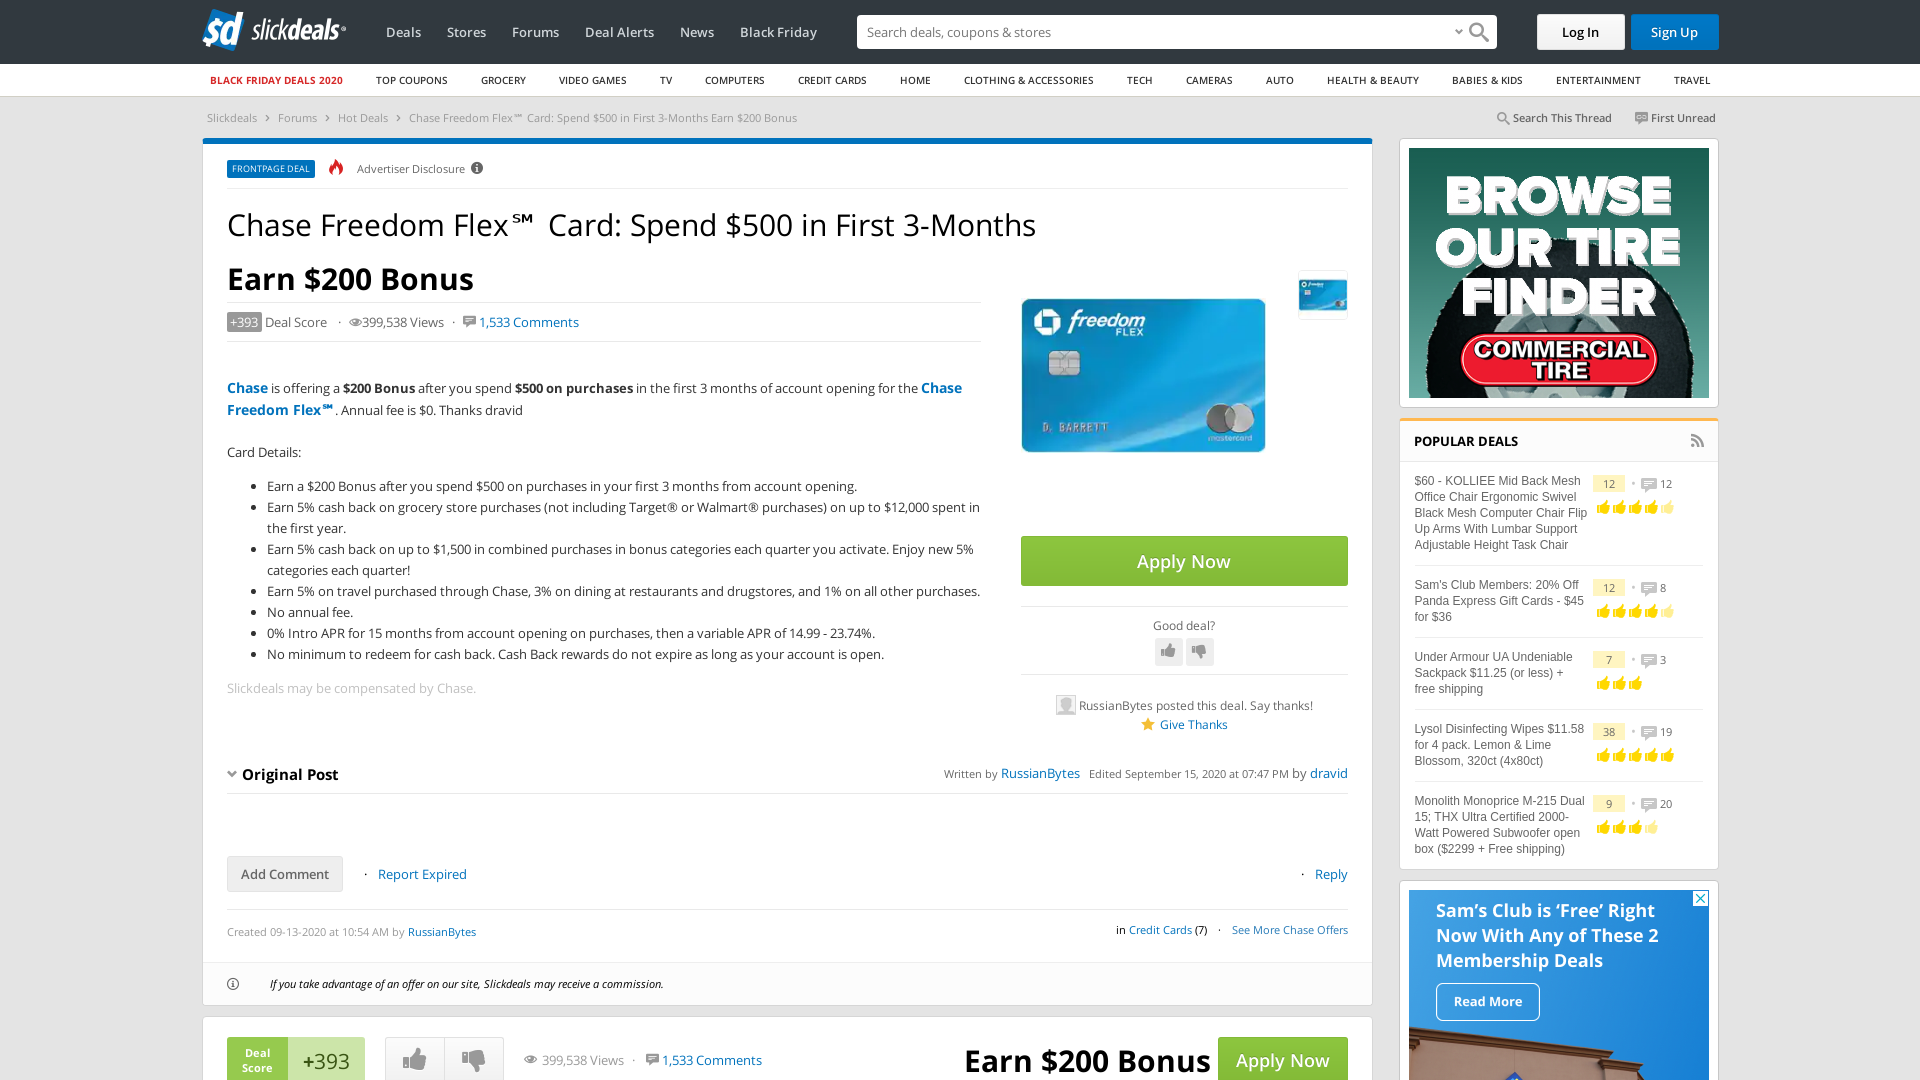 slickdeals
Deals
Stores
Forums
Deal Alerts
News
Black Friday
Search deals, coupons & stores
Log In
Sign Up
BLACK FRIDAY DEALS 2020
TOP COUPONS
GROCERY
VIDEO GAMES
TV
COMPUTERS
CREDIT CARDS
HOME
CLOTHING & ACCESSORIES
TECH
CAMERAS
AUTO
HEALTH & BEAUTY
BABIES & KIDS
ENTERTAINMENT
TRAVEL
Slickdeals › Forums › Hot Deals › Chase Freedom Flex℠ Card: Spend $500 in First 3-Months Earn $200 Bonus
Search This Thread
First Unread
FRONTPAGE DEAL
Advertiser Disclosure
Chase Freedom Flex℠ Card: Spend $500 in First 3-Months
Earn $200 Bonus
+393 Deal Score · 399,538 Views · 1,533 Comments
Chase is offering a $200 Bonus after you spend $500 on purchases in the first 3 months of account opening for the Chase
Freedom Flex℠. Annual fee is $0. Thanks dravid
Card Details:
Earn a $200 Bonus after you spend $500 on purchases in your first 3 months from account opening.
Earn 5% cash back on grocery store purchases (not including Target® or Walmart® purchases) on up to $12,000 spent in
the first year.
Earn 5% cash back on up to $1,500 in combined purchases in bonus categories each quarter you activate. Enjoy new 5%
categories each quarter!
Earn 5% on travel purchased through Chase, 3% on dining at restaurants and drugstores, and 1% on all other purchases.
No annual fee.
0% Intro APR for 15 months from account opening on purchases, then a variable APR of 14.99 - 23.74%.
No minimum to redeem for cash back. Cash Back rewards do not expire as long as your account is open.
Slickdeals may be compensated by Chase.
freedom
FLEX
D. GARRETT
mastercard
Apply Now
Good deal?
RussianBytes posted this deal. Say thanks!
Give Thanks
Original Post
Written by RussianBytes Edited September 15, 2020 at 07:47 PM by dravid
Add Comment
· Report Expired
· Reply
Created 09-13-2020 at 10:54 AM by RussianBytes
in Credit Cards (7) · See More Chase Offers
If you take advantage of an offer on our site, Slickdeals may receive a commission.
Deal
Score
+393
399,538 Views · 1,533 Comments
Earn $200 Bonus
Apply Now
BROWSE
OUR TIRE
FINDER
COMMERCIAL
TIRE
POPULAR DEALS
$60 - KOLLIEE Mid Back Mesh
Office Chair Ergonomic Swivel
Black Mesh Computer Chair Flip
Up Arms With Lumbar Support
Adjustable Height Task Chair
12 • 12
Sam's Club Members: 20% Off
Panda Express Gift Cards - $45
for $36
12 • 8
Under Armour UA Undeniable
Sackpack $11.25 (or less) +
free shipping
7 • 3
Lysol Disinfecting Wipes $11.58
for 4 pack. Lemon & Lime
Blossom, 320ct (4x80ct)
38 • 19
Monolith Monoprice M-215 Dual
15; THX Ultra Certified 2000-
Watt Powered Subwoofer open
box ($2299 + Free shipping)
9 • 20
Sam's Club is ‘Free’ Right
Now With Any of These 2
Membership Deals
Read More